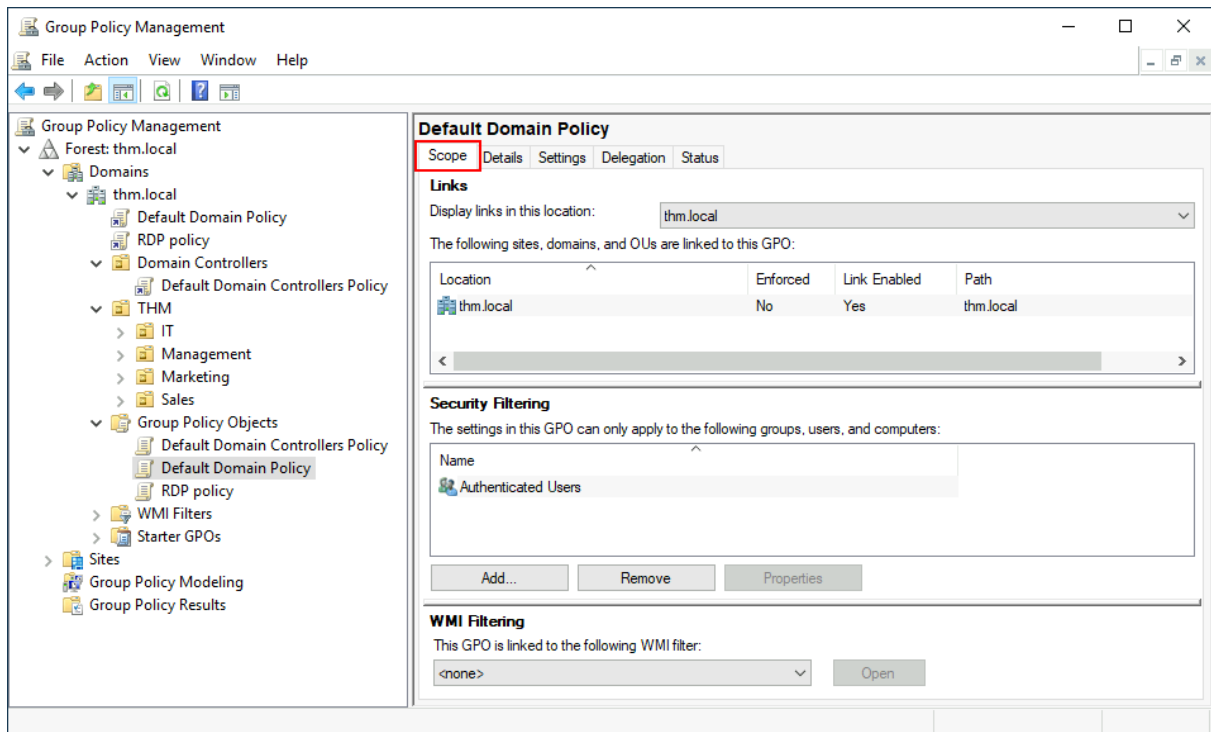 Group Policy Management
File Action View Window Help
Group Policy Management
Forest: thm.local
Domains
thm.local
Default Domain Policy
RDP policy
Domain Controllers
Default Domain Controllers Policy
THM
IT
Management
Marketing
Sales
Group Policy Objects
Default Domain Controllers Policy
Default Domain Policy
RDP policy
WMI Filters
Starter GPOs
Sites
Group Policy Modeling
Group Policy Results
Default Domain Policy
Scope Details Settings Delegation Status
Links
Display links in this location: thm.local
The following sites, domains, and OUs are linked to this GPO:
Location Enforced Link Enabled Path
thm.local No Yes thm.local
Security Filtering
The settings in this GPO can only apply to the following groups, users, and computers:
Name
Authenticated Users
Add... Remove Properties
WMI Filtering
This GPO is linked to the following WMI filter:
<none> Open